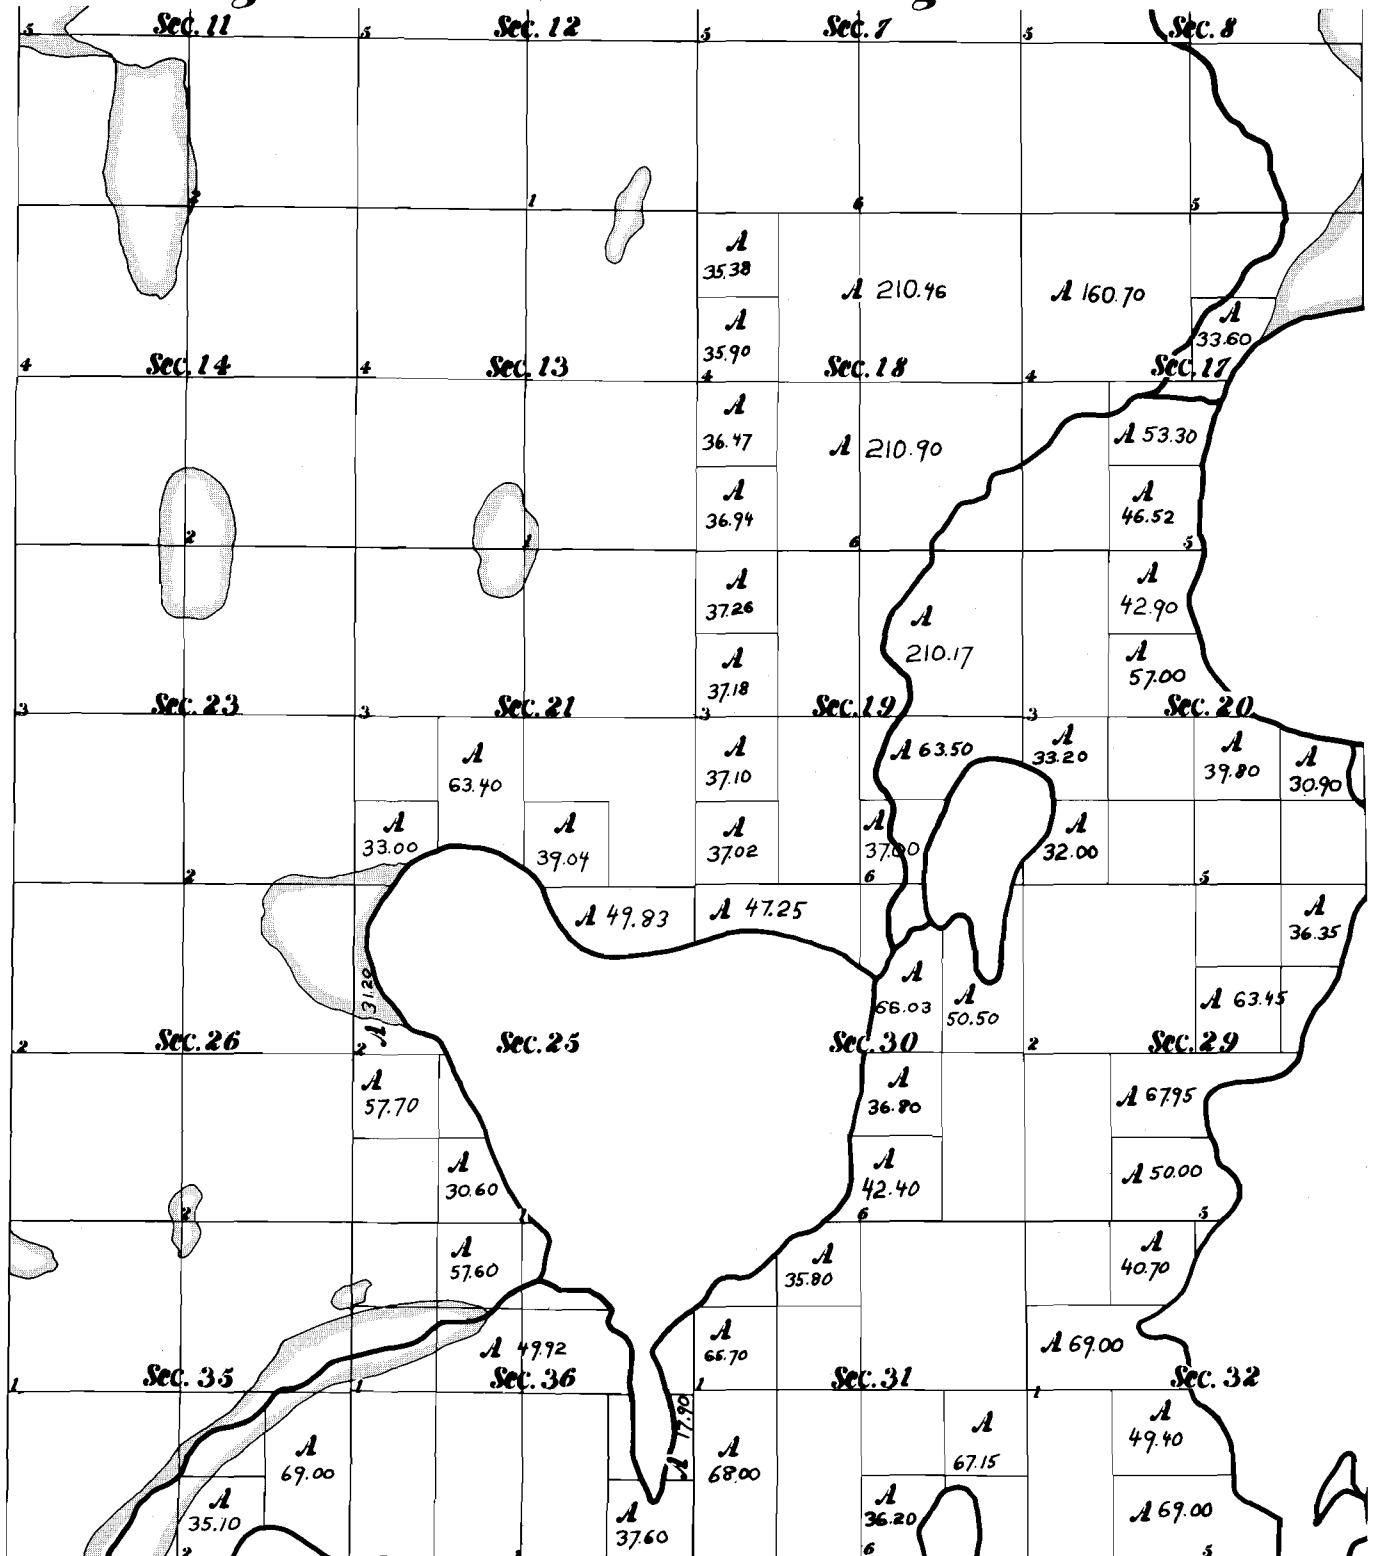 Sec. 11 Sec. 12 Sec. 7 Sec. 8
5 5 5 5
2 1 6 5
A
35.38
A 210.46 A 160.70
A
35.90
A
33.60
Sec. 14 Sec. 13 Sec. 18 Sec. 17
4 4 4 4
A
36.47
A 210.90
A 53.30
A
36.94
A
46.52
2 1 6 5
A
37.26
A
42.90
A
210.17
A
37.18
A
57.00
Sec. 23 Sec. 21 Sec. 19 Sec. 20
3 3 3 3
A
63.40
A
37.10
A 63.50
A
33.20
A
39.80
A
30.90
A
33.00
A
39.04
A
37.02
A
37.00
A
32.00
2 6 5
A 49.83
A 47.25
A
36.35
A 31.20
A
66.03
A
50.50
A 63.45
Sec. 26 Sec. 25 Sec. 30 Sec. 29
2 2 2
A
57.70
A
36.80
A 67.95
A
30.60
A
42.40
A 50.00
2 1 6 5
A
57.60
A
35.80
A
40.70
A 49.92
A
65.70
A 69.00
Sec. 35 Sec. 36 Sec. 31 Sec. 32
1 1 1 1
A
69.00
A 17.90
A
68.00
A
67.15
A
49.40
A
35.10
A
37.60
A
36.20
A 69.00
2 1 6 5